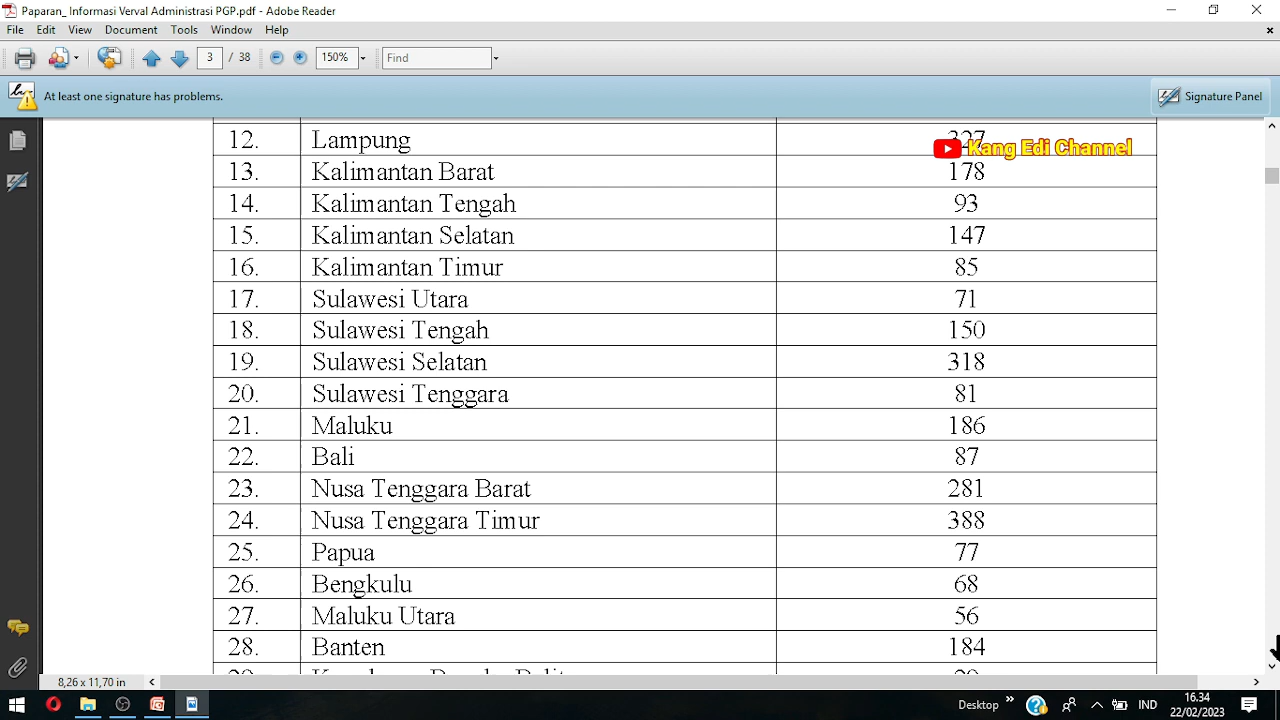 Paparan_ Informasi Verval Administrasi PGP.pdf - Adobe Reader
File Edit View Document Tools Window Help
3 / 38 150% Find
At least one signature has problems.
Signature Panel
12. Lampung 327
Kang Edi Channel
13. Kalimantan Barat 178
14. Kalimantan Tengah 93
15. Kalimantan Selatan 147
16. Kalimantan Timur 85
17. Sulawesi Utara 71
18. Sulawesi Tengah 150
19. Sulawesi Selatan 318
20. Sulawesi Tenggara 81
21. Maluku 186
22. Bali 87
23. Nusa Tenggara Barat 281
24. Nusa Tenggara Timur 388
25. Papua 77
26. Bengkulu 68
27. Maluku Utara 56
28. Banten 184
8,26 x 11,70 in
Desktop IND 16.34
22/02/2023